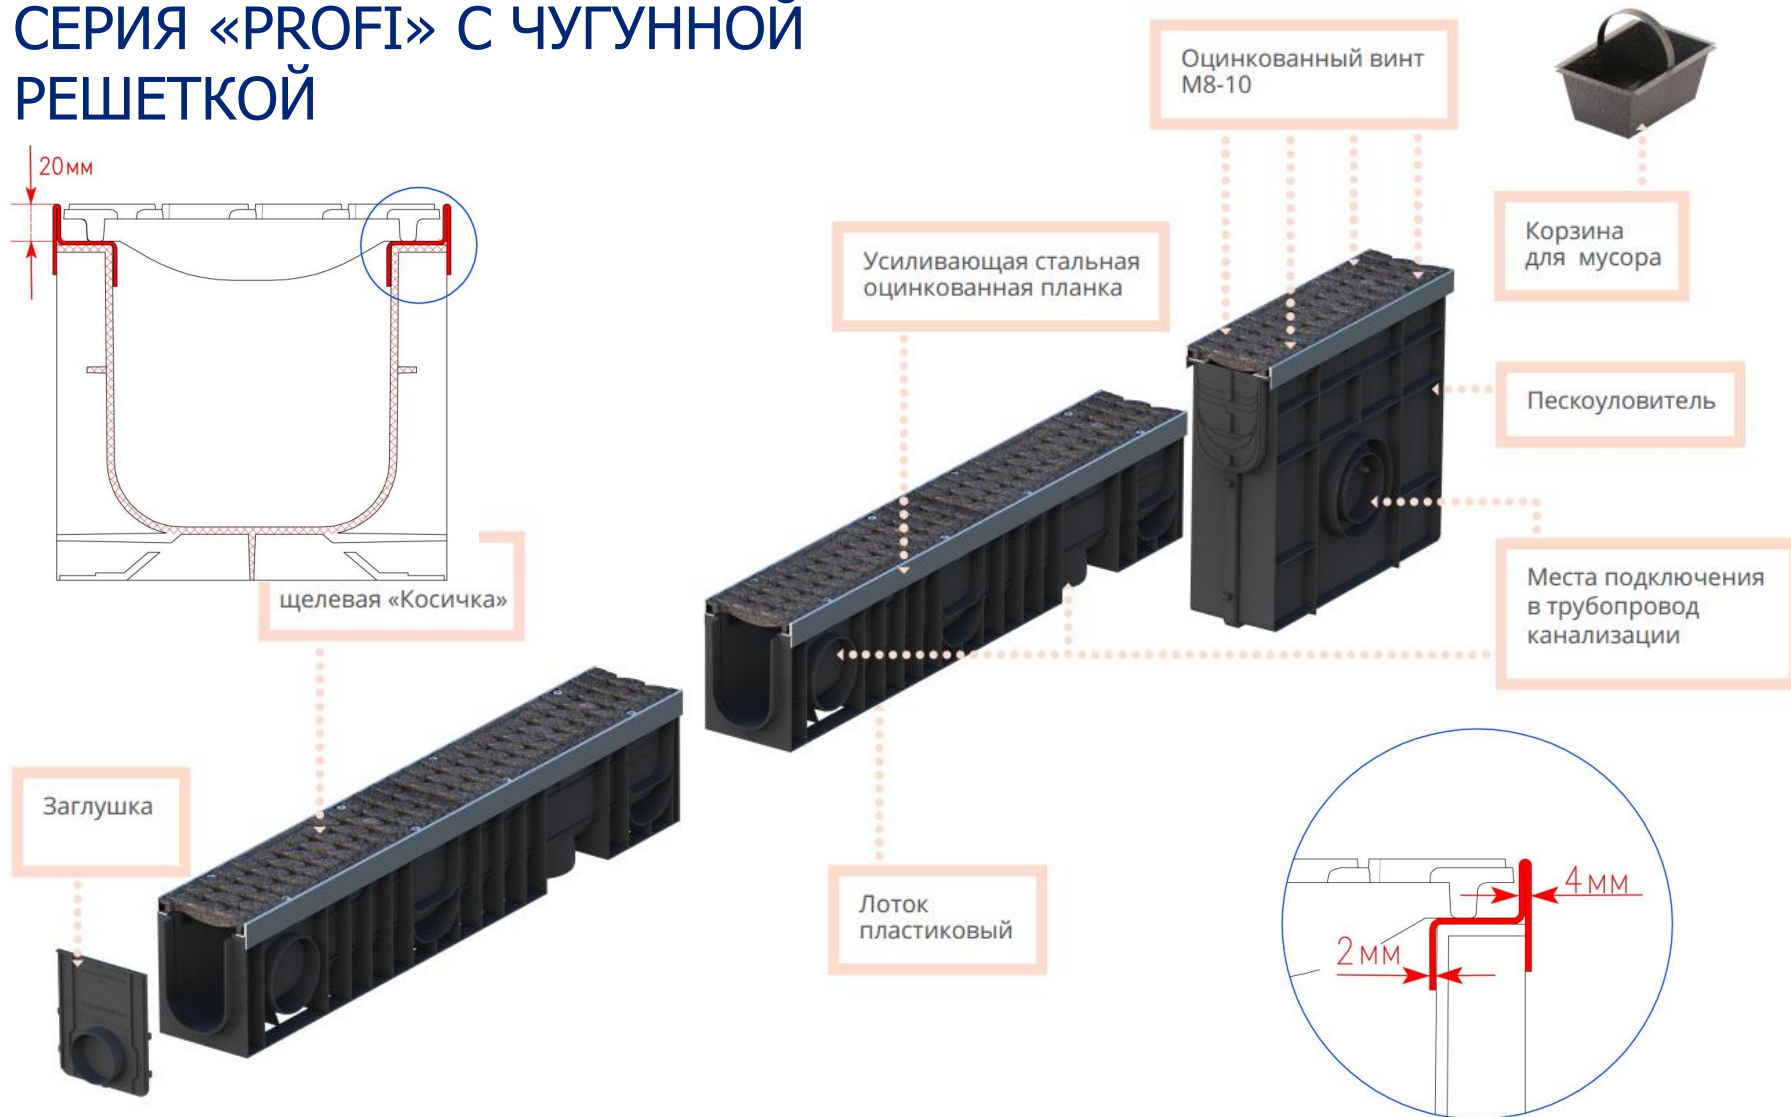 СЕРИЯ «PROFI» С ЧУГУННОЙ
РЕШЕТКОЙ
20мм
Оцинкованный винт
М8-10
Корзина
для мусора
Усиливающая стальная
оцинкованная планка
Пескоуловитель
Места подключения
в трубопровод
канализации
щелевая «Косичка»
Заглушка
Лоток
пластиковый
4мм
2мм